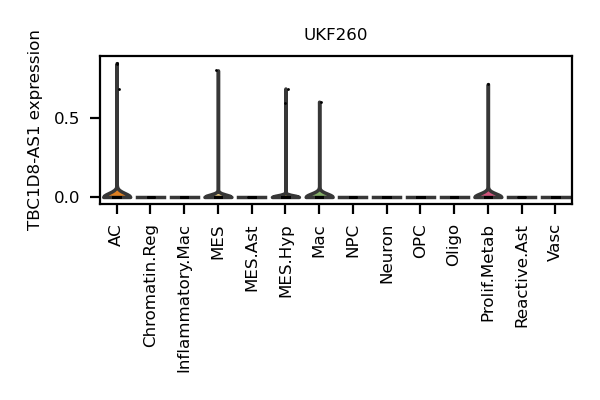 UKF260
TBC1D8-AS1 expression
0.5
0.0
AC
Chromatin.Reg
Inflammatory.Mac
MES
MES.Ast
MES.Hyp
Mac
NPC
Neuron
OPC
Oligo
Prolif.Metab
Reactive.Ast
Vasc